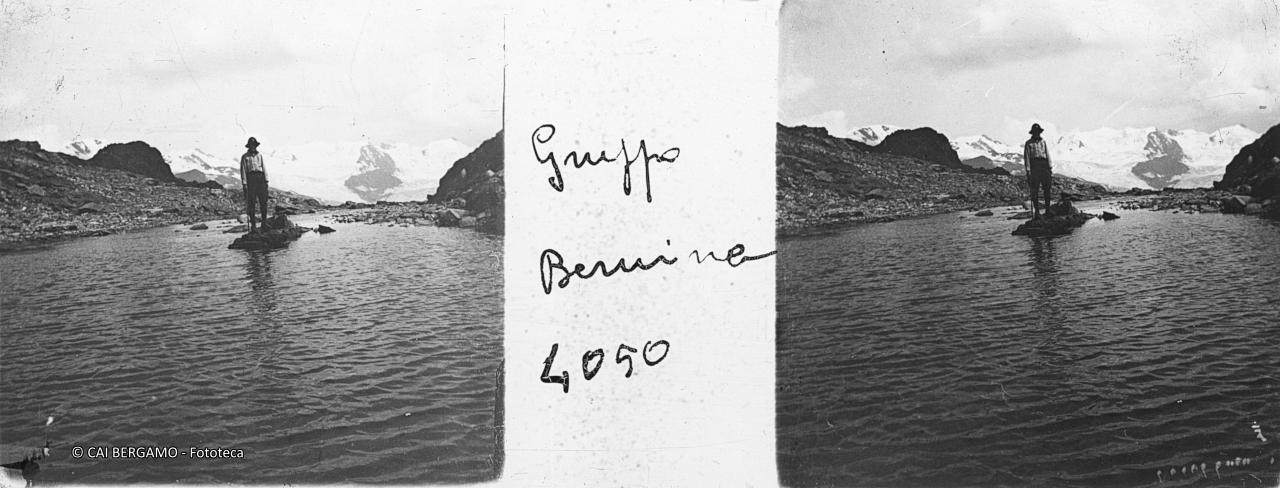 Gruppo
Bernina
4050
© CAI BERGAMO - Fototeca